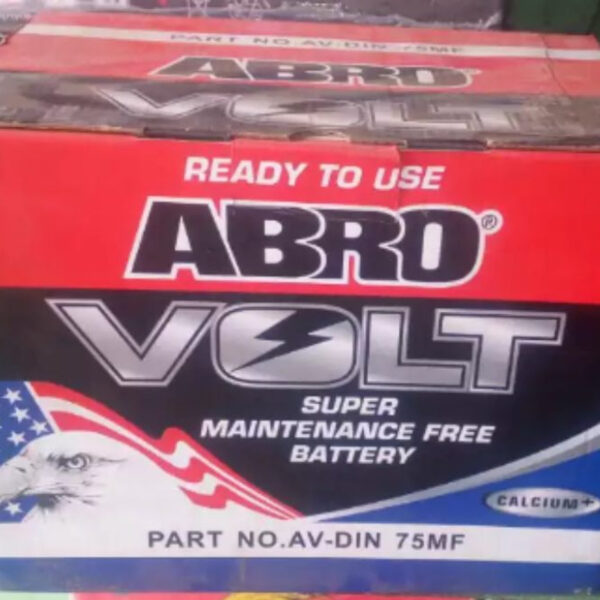 PART NO.AV-DIN 75MF
ABRO
VOLT
READY TO USE
ABRO®
VOLT
SUPER
MAINTENANCE FREE
BATTERY
CALCIUM+
PART NO.AV-DIN 75MF